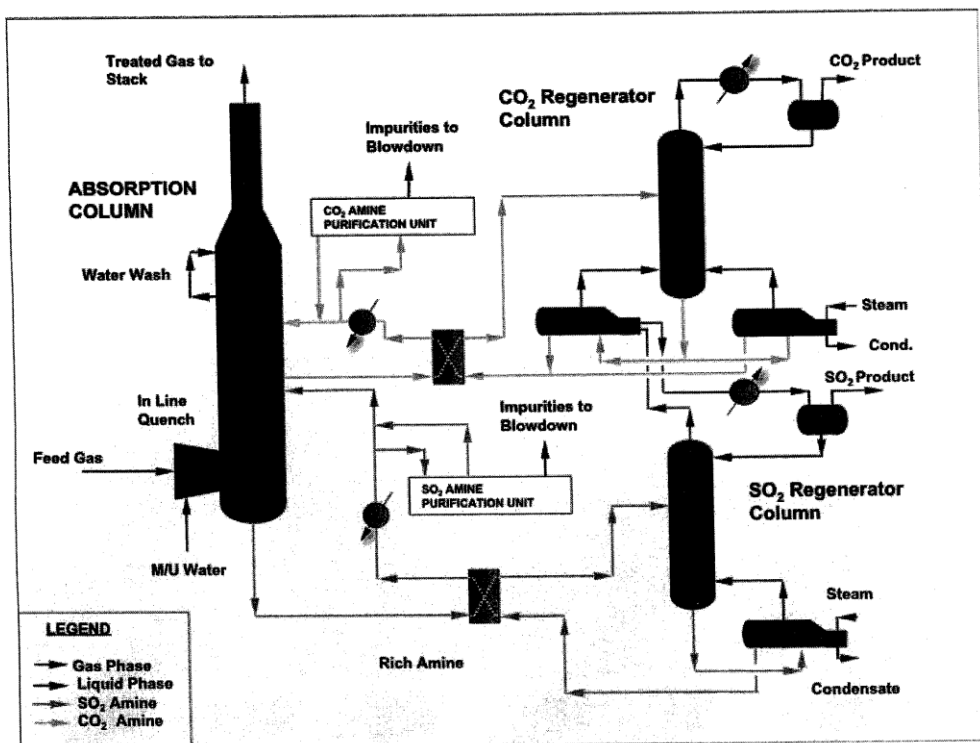 Treated Gas to
Stack
CO₂ Product
CO₂ Regenerator
Column
Impurities to
Blowdown
ABSORPTION
COLUMN
CO₂ AMINE
PURIFICATION UNIT
Water Wash
Steam
Cond.
SO₂ Product
In Line
Quench
Impurities to
Blowdown
Feed Gas
SO₂ AMINE
PURIFICATION UNIT
SO₂ Regenerator
Column
M/U Water
Steam
LEGEND
Gas Phase
Liquid Phase
SO₂ Amine
CO₂ Amine
Rich Amine
Condensate